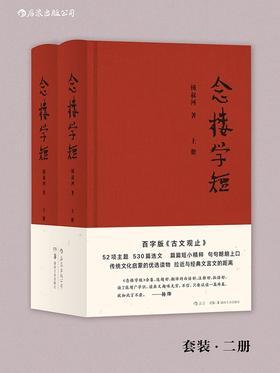 后浪出版公司
念楼学短
锺叔河 著
上册
念楼学短
上册
百字版《古文观止》
52项主题 530篇选文 篇篇短小精粹 句句朗朗上口
传统文化启蒙的优选读物 拉近与经典文言文的距离
——杨绛
套装·二册